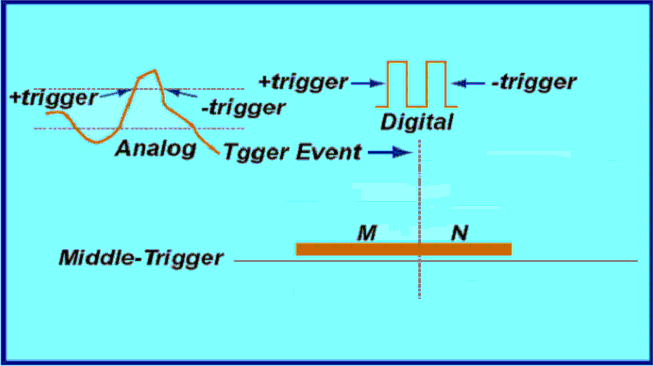 +trigger
-trigger
Analog
+trigger
-trigger
Digital
Tgger Event
M N
Middle-Trigger